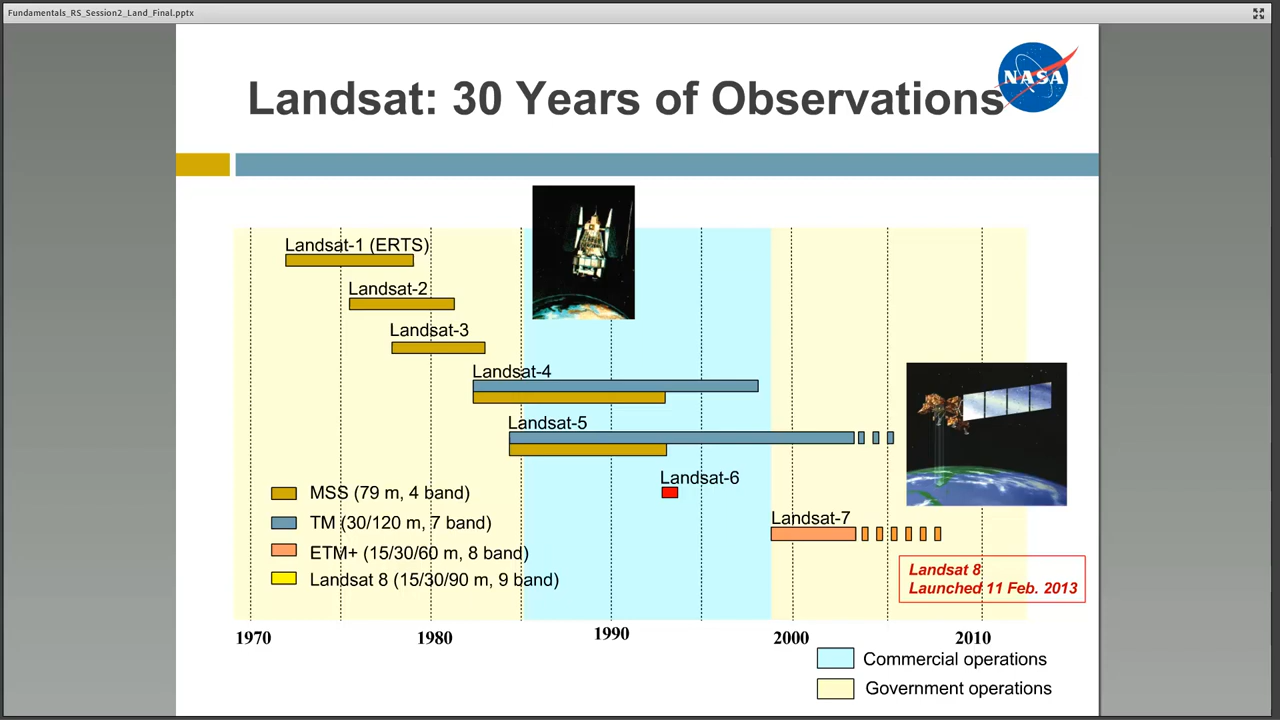 Fundamentals_RS_Session2_Land_Final.pptx
NASA
Landsat: 30 Years of Observations
Landsat-1 (ERTS)
Landsat-2
Landsat-3
Landsat-4
Landsat-5
Landsat-6
Landsat-7
MSS (79 m, 4 band)
TM (30/120 m, 7 band)
ETM+ (15/30/60 m, 8 band)
Landsat 8 (15/30/90 m, 9 band)
Landsat 8
Launched 11 Feb. 2013
1970 1980 1990 2000 2010
Commercial operations
Government operations